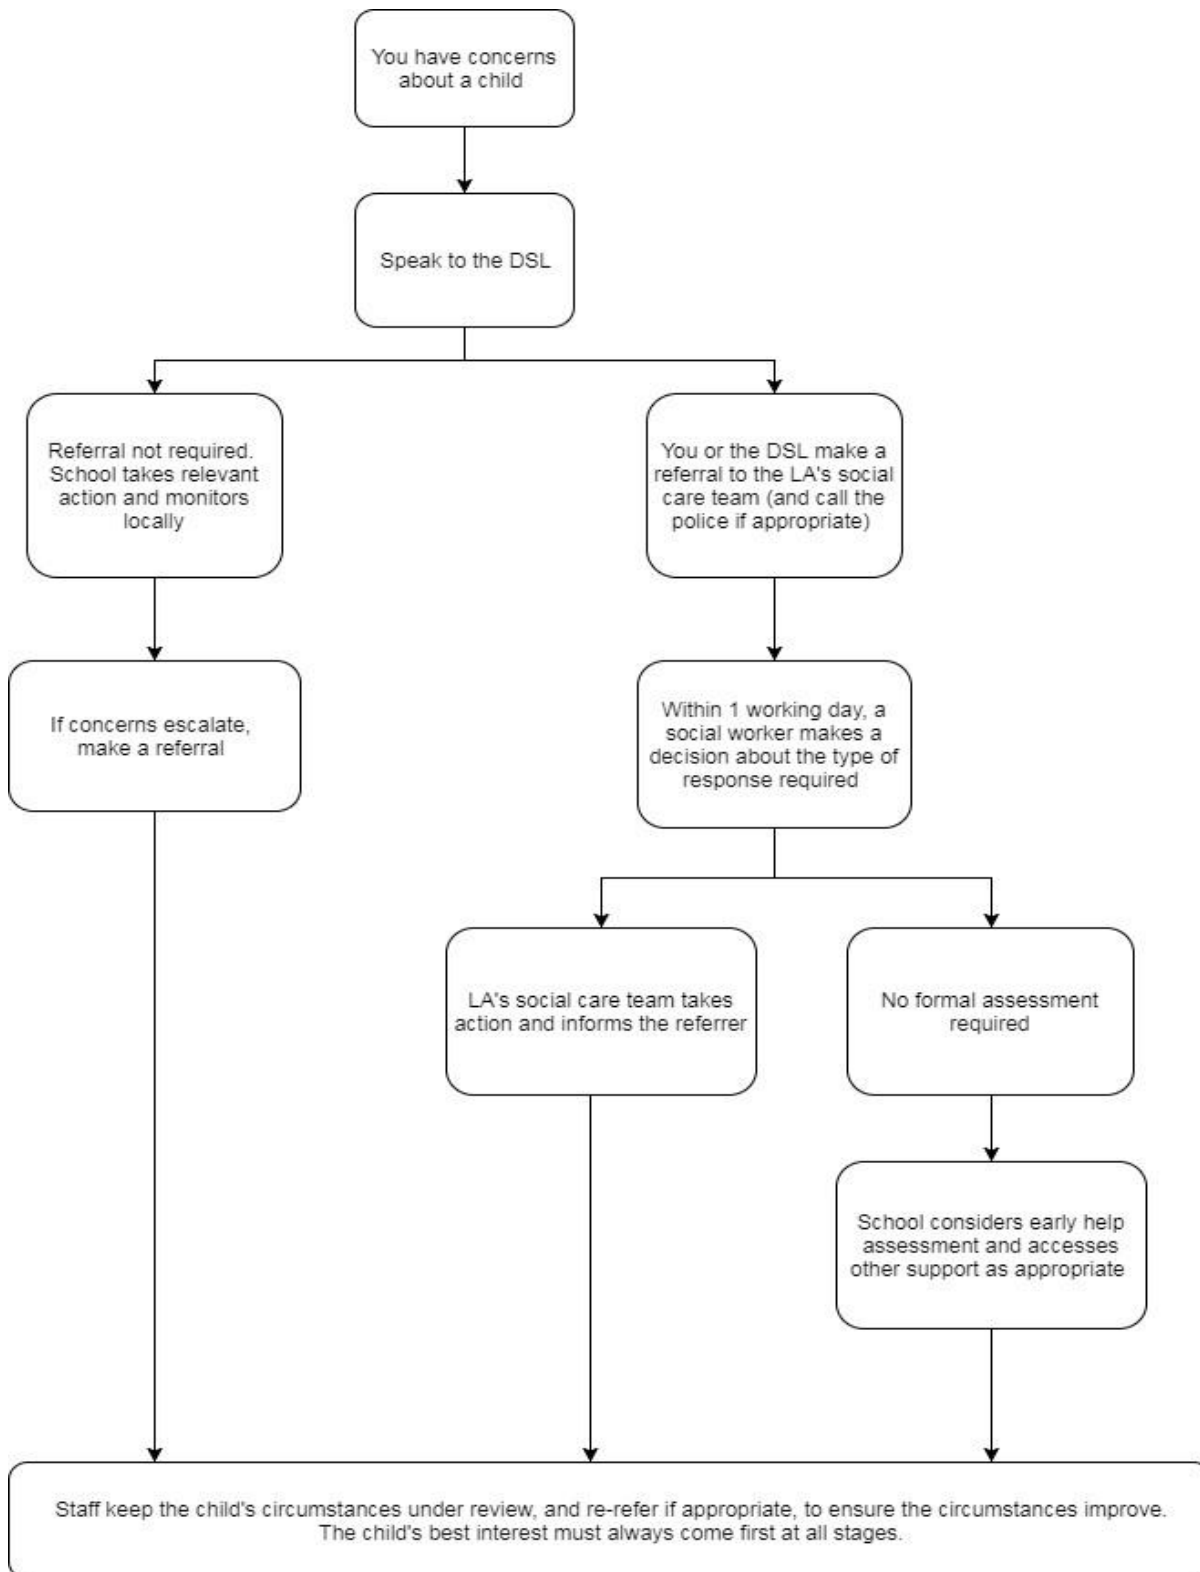 You have concerns
about a child
Speak to the DSL
Referral not required.
School takes relevant
action and monitors
locally
You or the DSL make a
referral to the LA's social
care team (and call the
police if appropriate)
If concerns escalate,
make a referral
Within 1 working day, a
social worker makes a
decision about the type of
response required
LA's social care team takes
action and informs the referrer
No formal assessment
required
School considers early help
assessment and accesses
other support as appropriate
Staff keep the child's circumstances under review, and re-refer if appropriate, to ensure the circumstances improve.
The child's best interest must always come first at all stages.